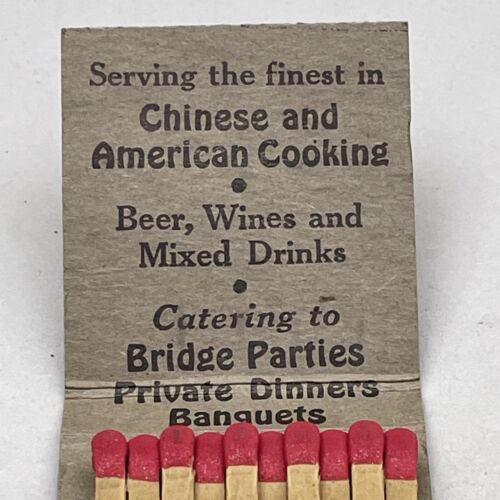 Serving the finest in
Chinese and
American Cooking
•
Beer, Wines and
Mixed Drinks
•
Catering to
Bridge Parties
Private Dinners
Banquets